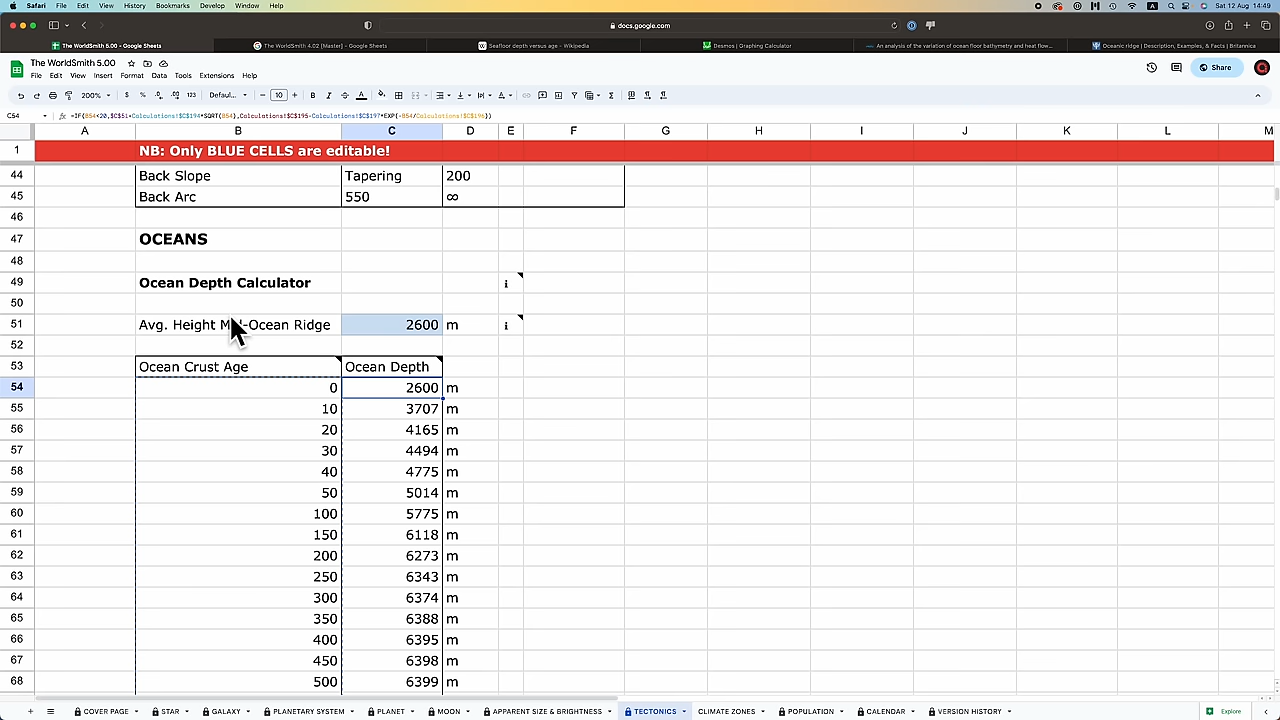 Safari File Edit View History Bookmarks Develop Window Help Sat 12 Aug 14:49
docs.google.com
The WorldSmith 5.00 - Google Sheets The WorldSmith 4.02 [Master] - Google Sheets Seafloor depth versus age - Wikipedia Desmos | Graphing Calculator An analysis of the variation of ocean floor bathymetry and heat flow... Oceanic ridge | Description, Examples, & Facts | Britannica
The WorldSmith 5.00
File Edit View Insert Format Data Tools Extensions Help
Share
200% $ % .0 .00 123 Defaul... − 10 + B I
C54 fx =IF(B54<20,$C$51+Calculations!$C$194*SQRT(B54),Calculations!$C$195-Calculations!$C$197*EXP(-B54/Calculations!$C$196))
A B C D E F G H I J K L M
1 NB: Only BLUE CELLS are editable!
44 Back Slope Tapering 200
45 Back Arc 550 ∞
46
47 OCEANS
48
49 Ocean Depth Calculator i
50
51 Avg. Height M -Ocean Ridge 2600 m i
52
53 Ocean Crust Age Ocean Depth
54 0 2600 m
55 10 3707 m
56 20 4165 m
57 30 4494 m
58 40 4775 m
59 50 5014 m
60 100 5775 m
61 150 6118 m
62 200 6273 m
63 250 6343 m
64 300 6374 m
65 350 6388 m
66 400 6395 m
67 450 6398 m
68 500 6399 m
COVER PAGE STAR GALAXY PLANETARY SYSTEM PLANET MOON APPARENT SIZE & BRIGHTNESS TECTONICS CLIMATE ZONES POPULATION CALENDAR VERSION HISTORY Explore